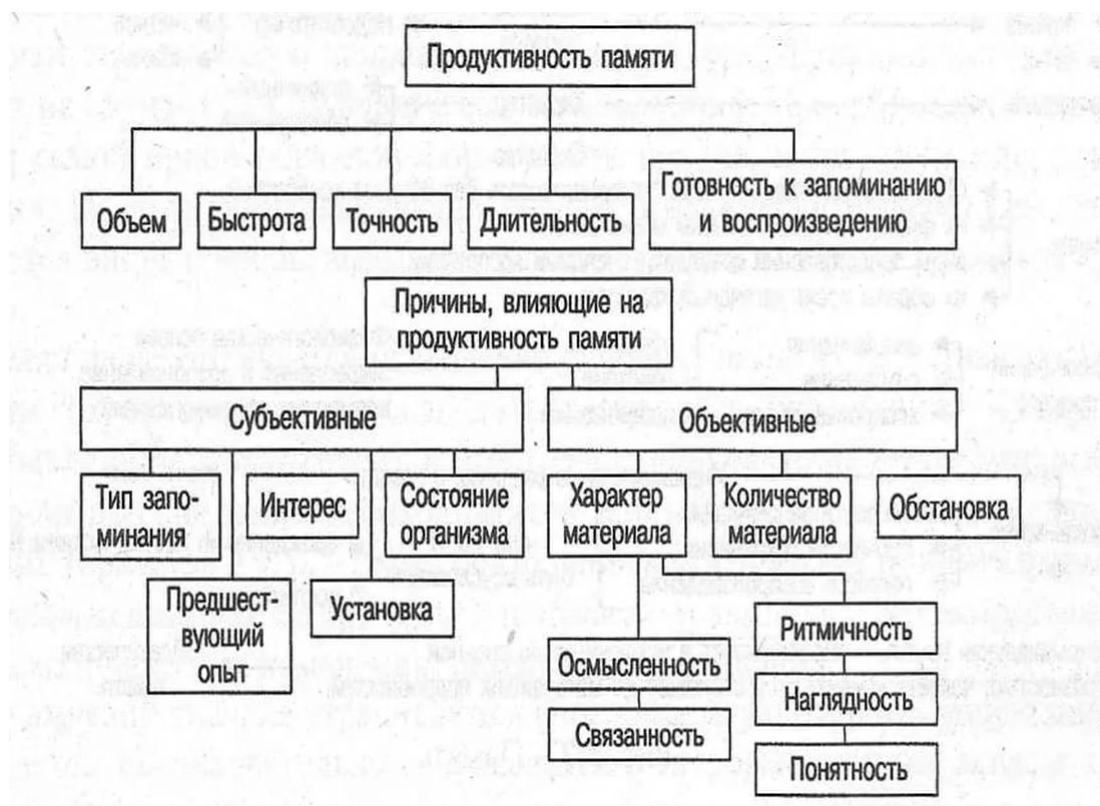 Продуктивность памяти
Объем
Быстрота
Точность
Длительность
Готовность к запоминанию
и воспроизведению
Причины, влияющие на
продуктивность памяти
Субъективные
Объективные
Тип запо-
минания
Интерес
Состояние
организма
Характер
материала
Количество
материала
Обстановка
Предшест-
вующий
опыт
Установка
Осмысленность
Связанность
Ритмичность
Наглядность
Понятность